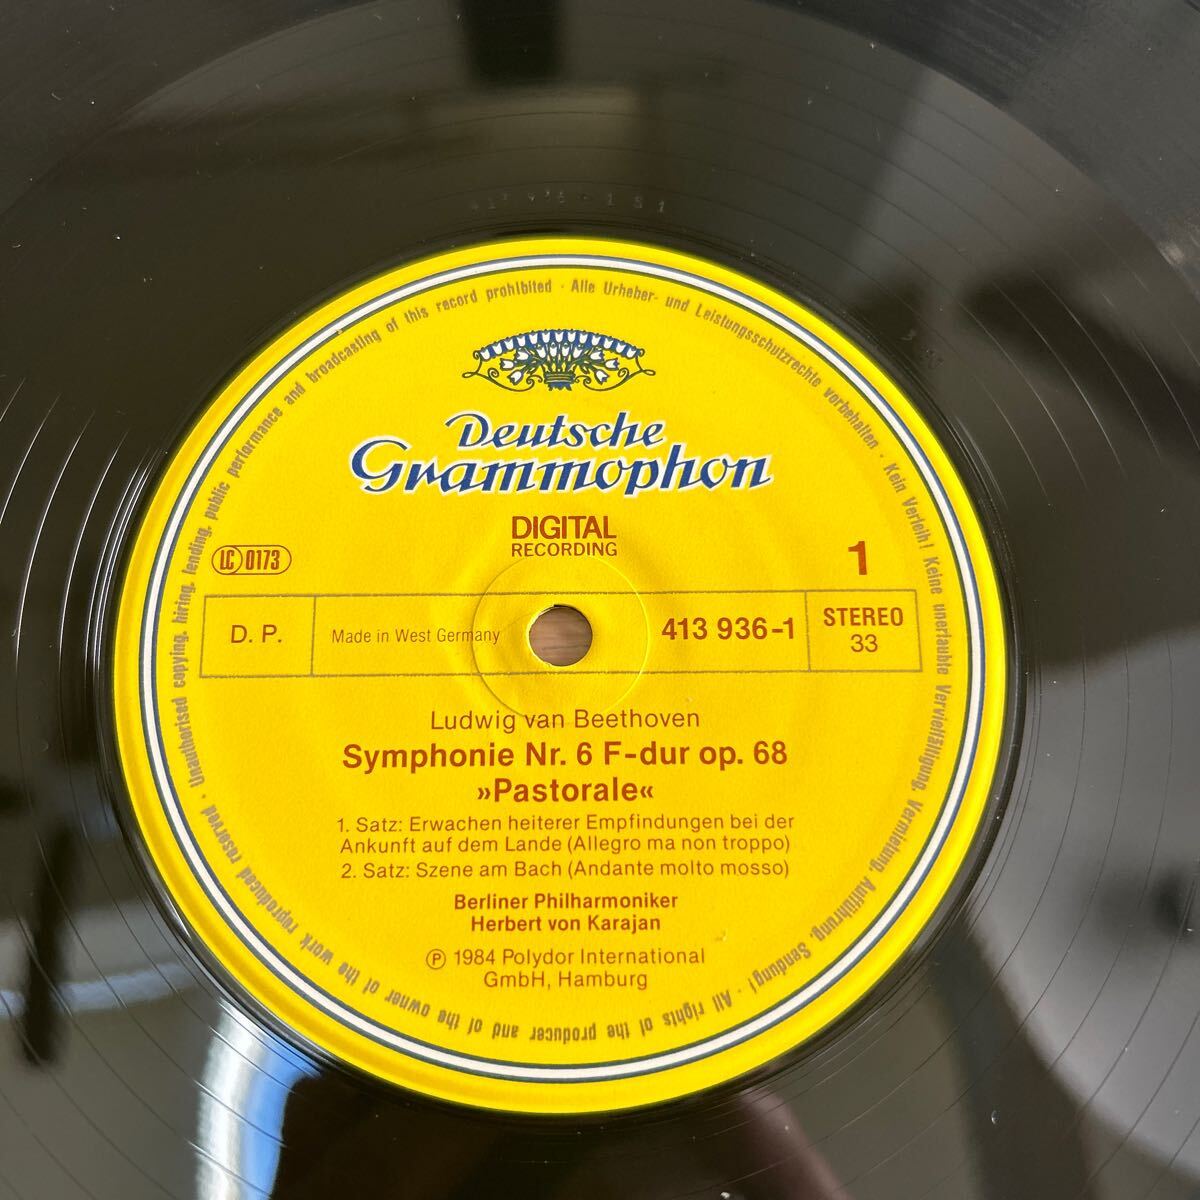 Unauthorised copying, hiring, lending, public performance and broadcasting of this record prohibited · Alle Urheber- und Leistungsschutzrechte vorbehalten · Kein Verleih! Keine unerlaubte Vervielfältigung, Vermietung, Aufführung, Sendung! · All rights of the producer and of the owner of the work reproduced reserved ·
Deutsche
Grammophon
DIGITAL
RECORDING
LC 0173
1
D. P.
Made in West Germany
413 936-1
STEREO
33
Ludwig van Beethoven
Symphonie Nr. 6 F-dur op. 68
»Pastorale«
1. Satz: Erwachen heiterer Empfindungen bei der
Ankunft auf dem Lande (Allegro ma non troppo)
2. Satz: Szene am Bach (Andante molto mosso)
Berliner Philharmoniker
Herbert von Karajan
Ⓟ 1984 Polydor International
GmbH, Hamburg